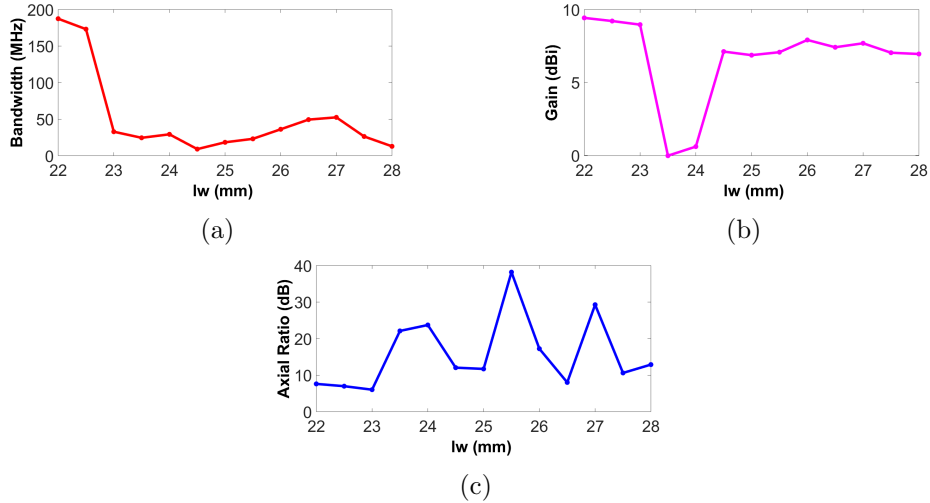 Bandwidth (MHz)
200
150
100
50
0
22 23 24 25 26 27 28
lw (mm)
(a)
Gain (dBi)
10
5
0
22 23 24 25 26 27 28
lw (mm)
(b)
Axial Ratio (dB)
40
30
20
10
0
22 23 24 25 26 27 28
lw (mm)
(c)